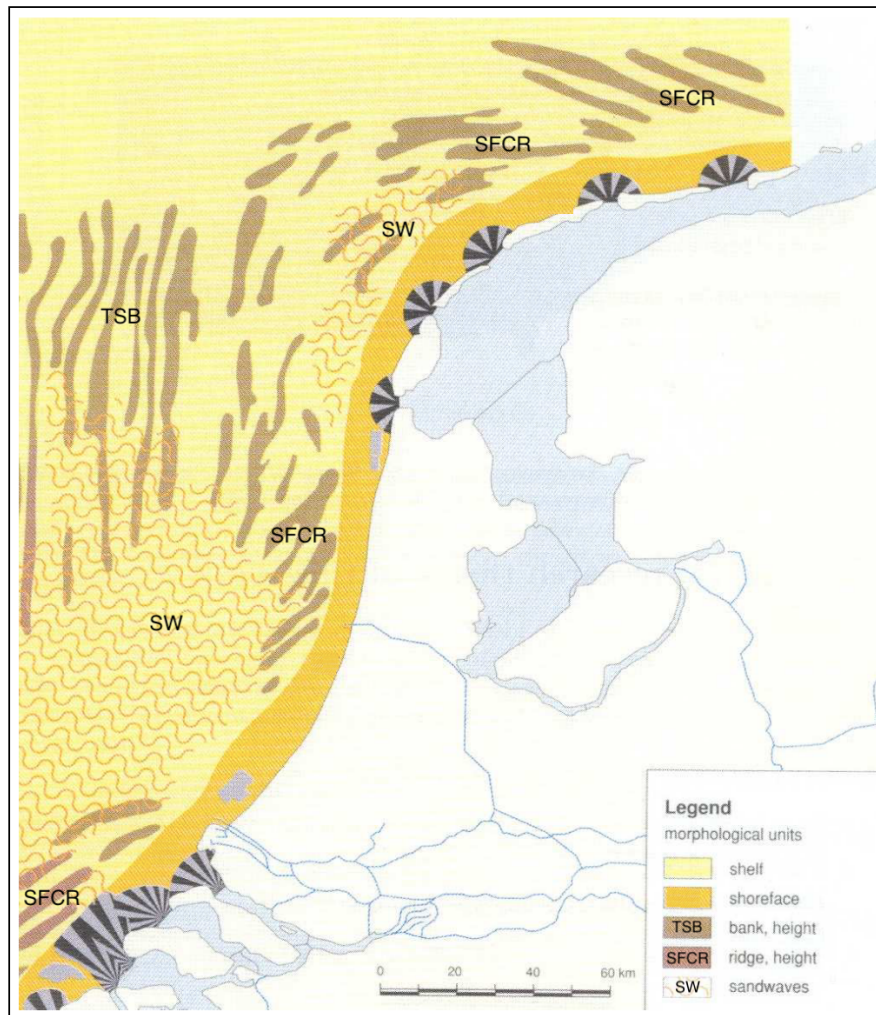 SFCR
SFCR
SW
TSB
SFCR
SW
SFCR
Legend
morphological units
shelf
shoreface
TSB bank, height
SFCR ridge, height
SW sandwaves
0 20 40 60 km